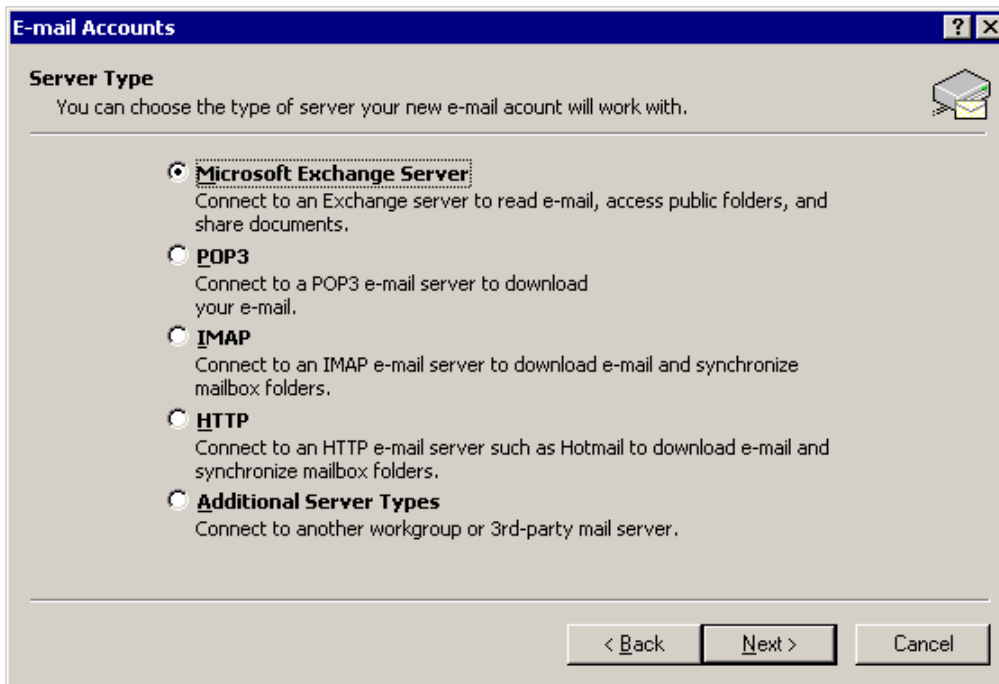 E-mail Accounts
Server Type
You can choose the type of server your new e-mail acount will work with.
Microsoft Exchange Server
Connect to an Exchange server to read e-mail, access public folders, and
share documents.
POP3
Connect to a POP3 e-mail server to download
your e-mail.
IMAP
Connect to an IMAP e-mail server to download e-mail and synchronize
mailbox folders.
HTTP
Connect to an HTTP e-mail server such as Hotmail to download e-mail and
synchronize mailbox folders.
Additional Server Types
Connect to another workgroup or 3rd-party mail server.
< Back Next > Cancel